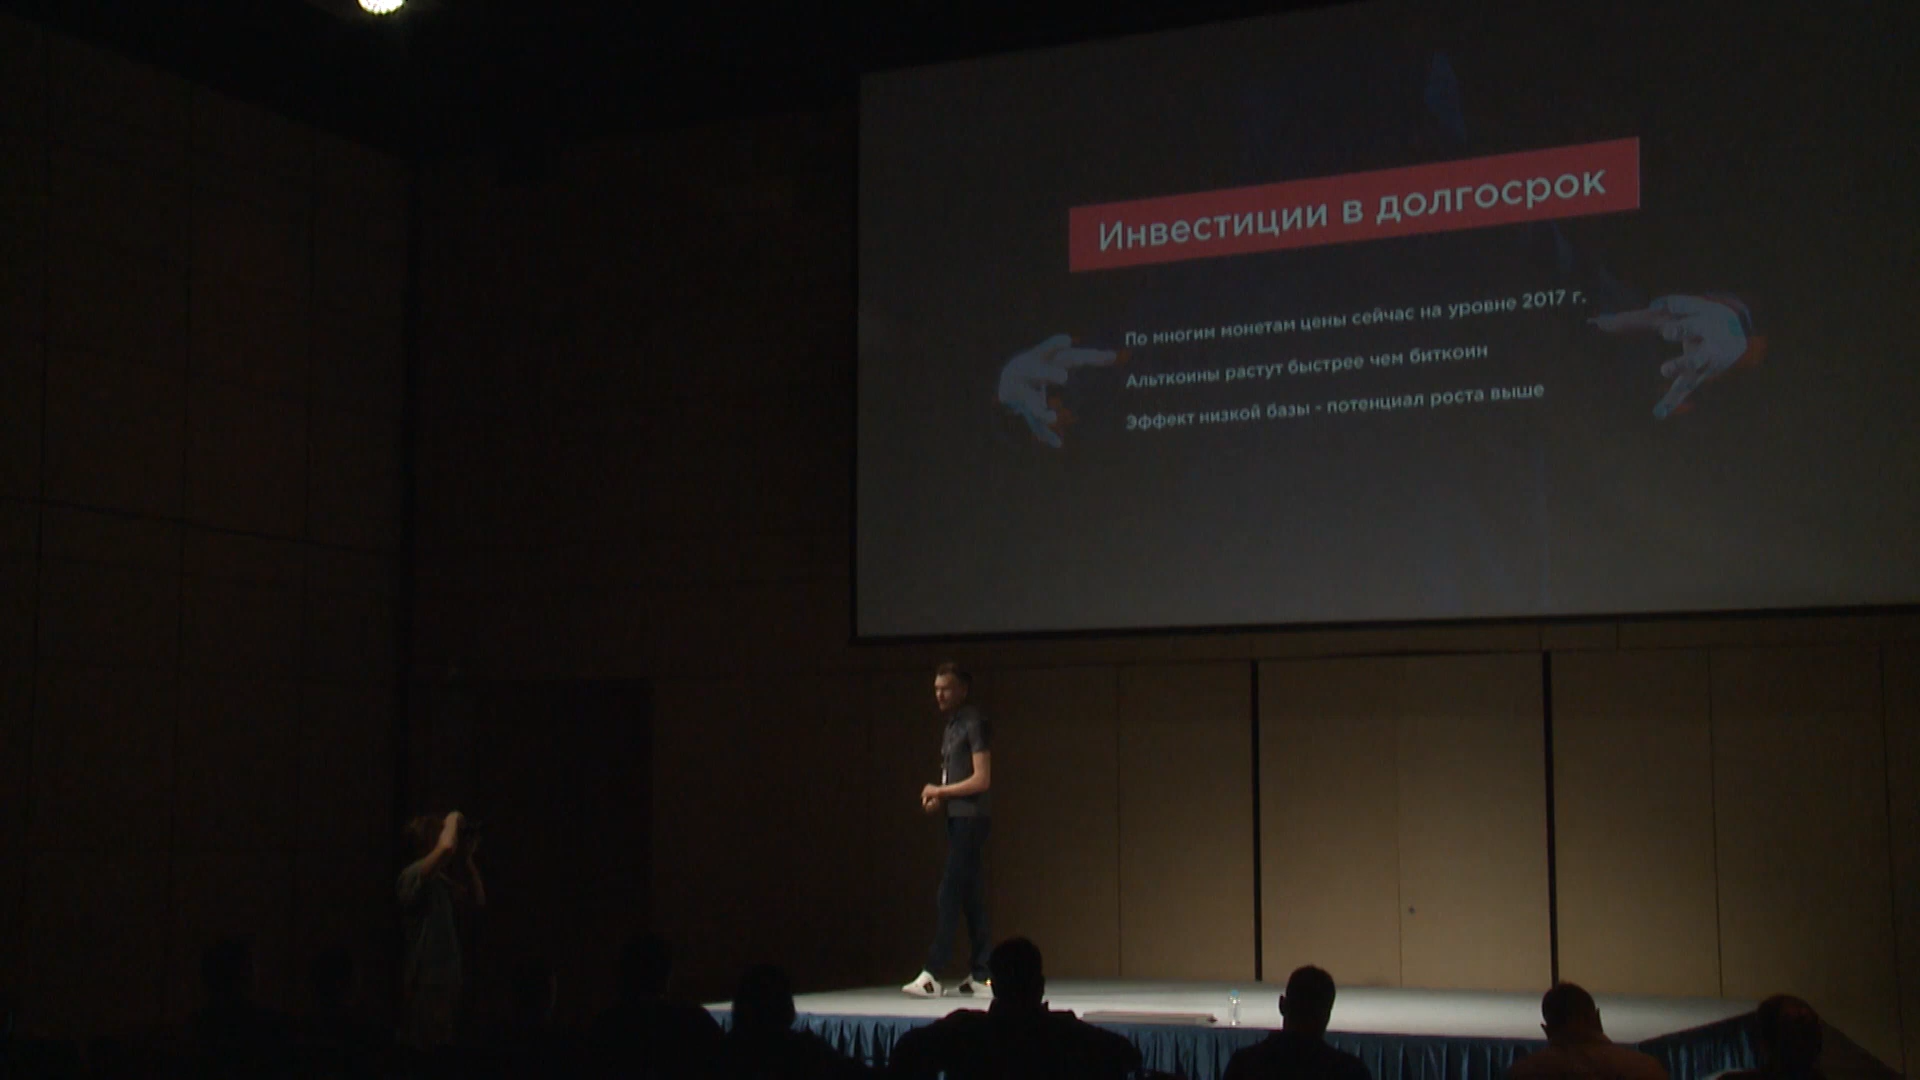 Инвестиции в долгосрок
По многим монетам цены сейчас на уровне 2017 г.
Альткоины растут быстрее чем биткоин
Эффект низкой базы - потенциал роста выше